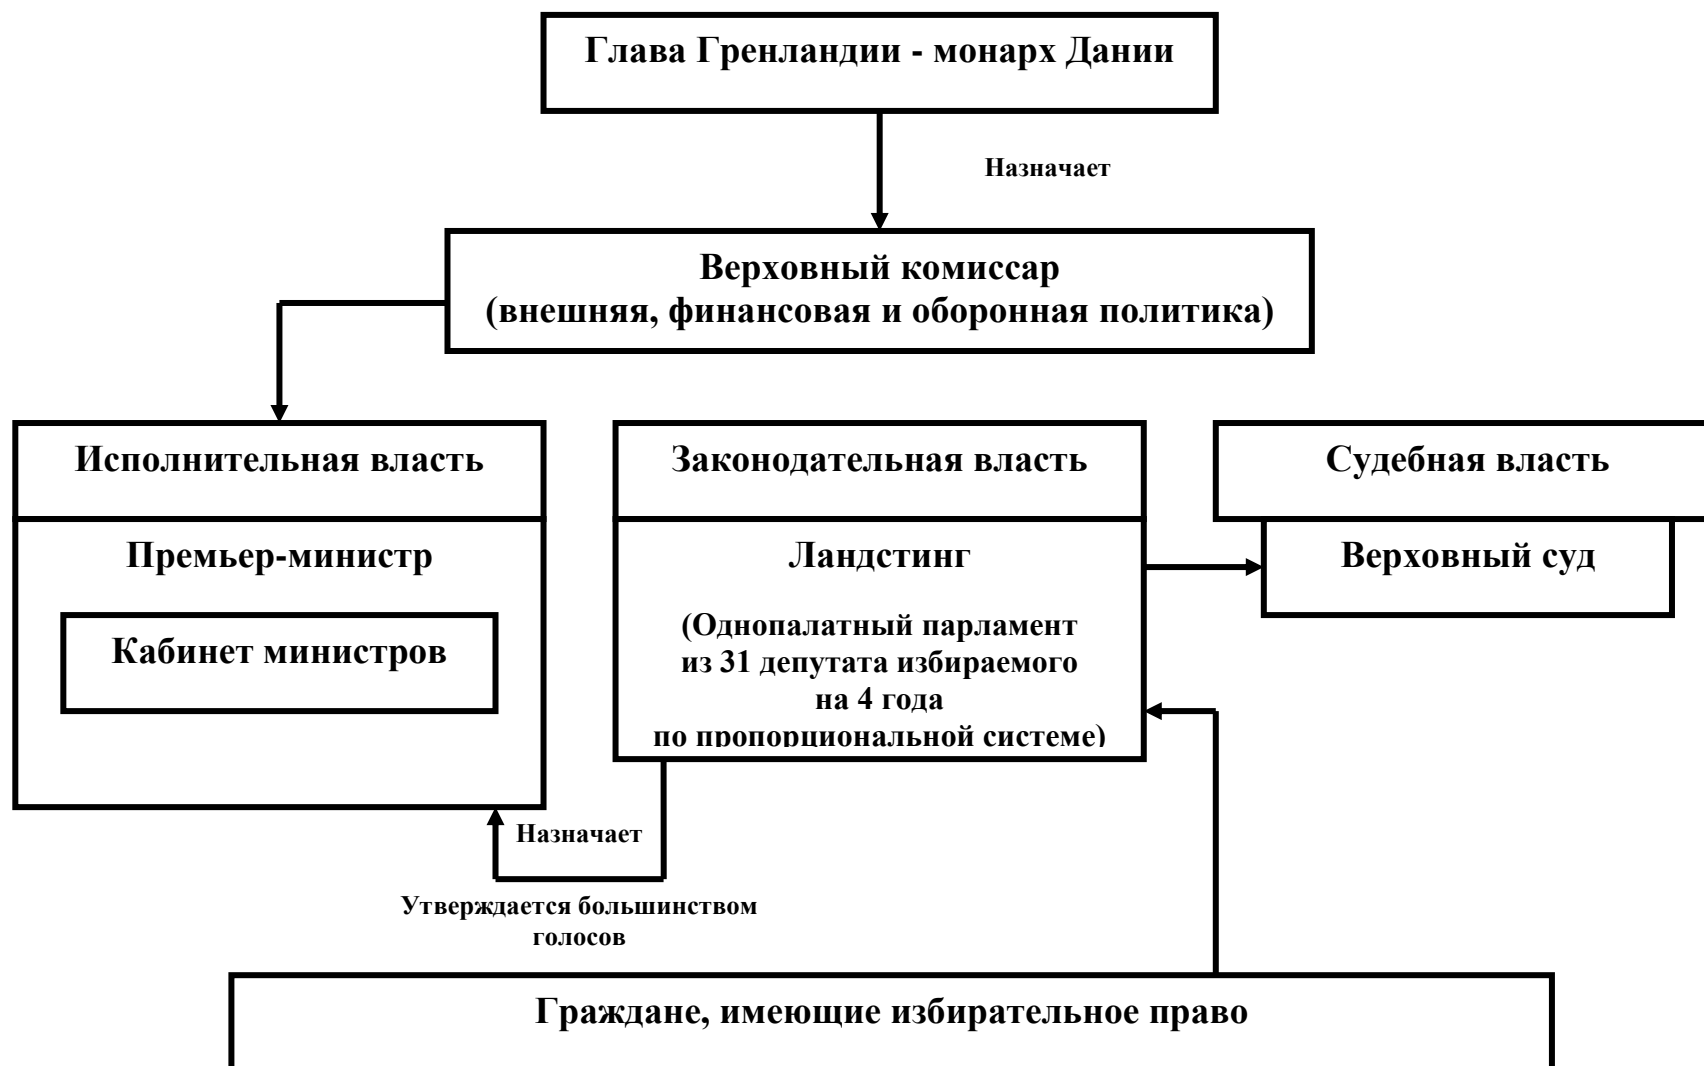 Глава Гренландии - монарх Дании
Назначает
Верховный комиссар
(внешняя, финансовая и оборонная политика)
Исполнительная власть
Законодательная власть
Судебная власть
Премьер-министр
Ландстинг
Верховный суд
Кабинет министров
(Однопалатный парламент
из 31 депутата избираемого
на 4 года
по пропорциональной системе)
Назначает
Утверждается большинством
голосов
Граждане, имеющие избирательное право